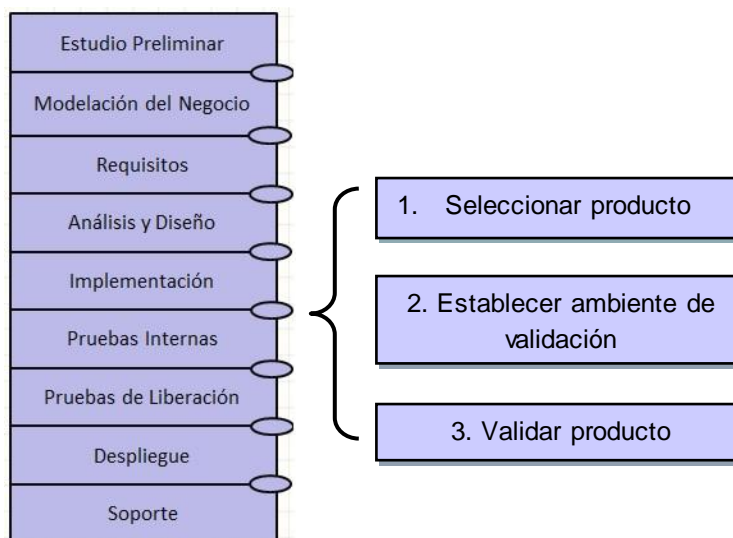 Estudio Preliminar
Modelación del Negocio
Requisitos
Análisis y Diseño
Implementación
Pruebas Internas
Pruebas de Liberación
Despliegue
Soporte
1. Seleccionar producto
2. Establecer ambiente de
validación
3. Validar producto